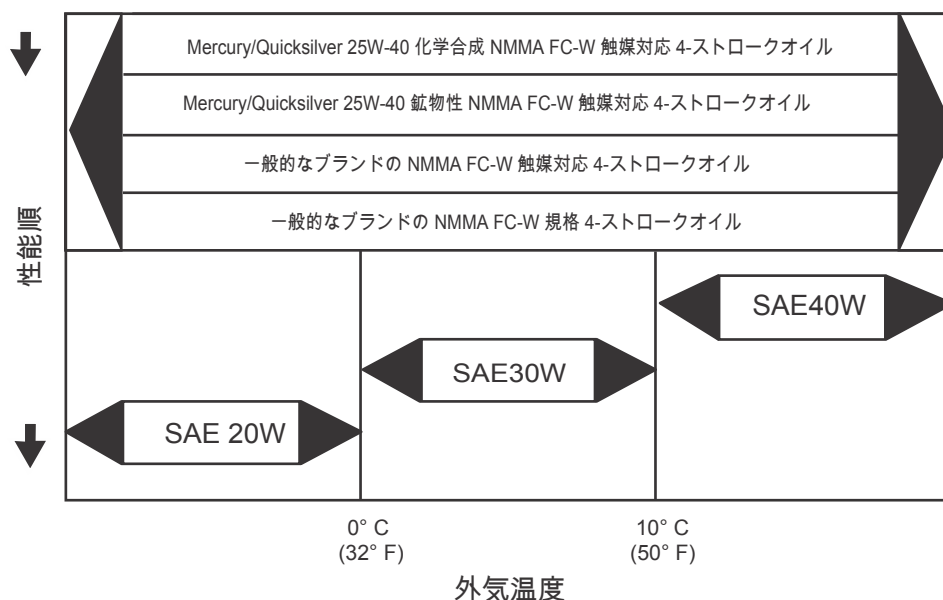 Mercury/Quicksilver 25W-40 化学合成 NMMA FC-W 触媒対応 4-ストロークオイル
Mercury/Quicksilver 25W-40 鉱物性 NMMA FC-W 触媒対応 4-ストロークオイル
一般的なブランドの NMMA FC-W 触媒対応 4-ストロークオイル
一般的なブランドの NMMA FC-W 規格 4-ストロークオイル
性能順
SAE40W
SAE30W
SAE 20W
0° C
(32° F)
10° C
(50° F)
外気温度